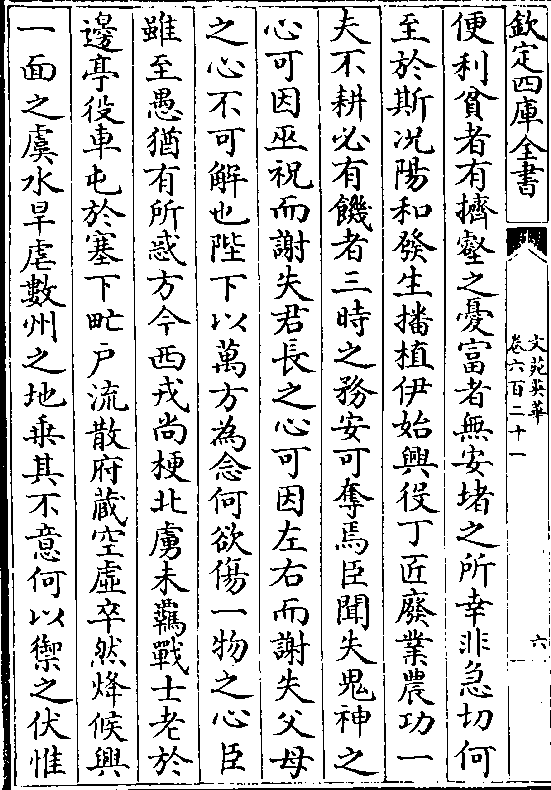 欽定四庫全書
文苑英華
卷六百二十一
六
便利貧者有擠壑之憂富者無安堵之所幸非急切何
至於斯况陽和發生播植伊始興役丁匠廢業農功一
夫不耕必有饑者三時之務安可奪焉臣聞失鬼神之
心可因巫祝而謝失君長之心可因左右而謝失父母
之心不可解也陛下以萬方為念何欲傷一物之心臣
雖至愚猶有所惑方今西戎尚梗北虜未羈戰士老於
邊亭役車屯於塞下甿户流散府藏空虛卒然烽候興
一面之虞水旱虐數州之地乗其不意何以禦之伏惟